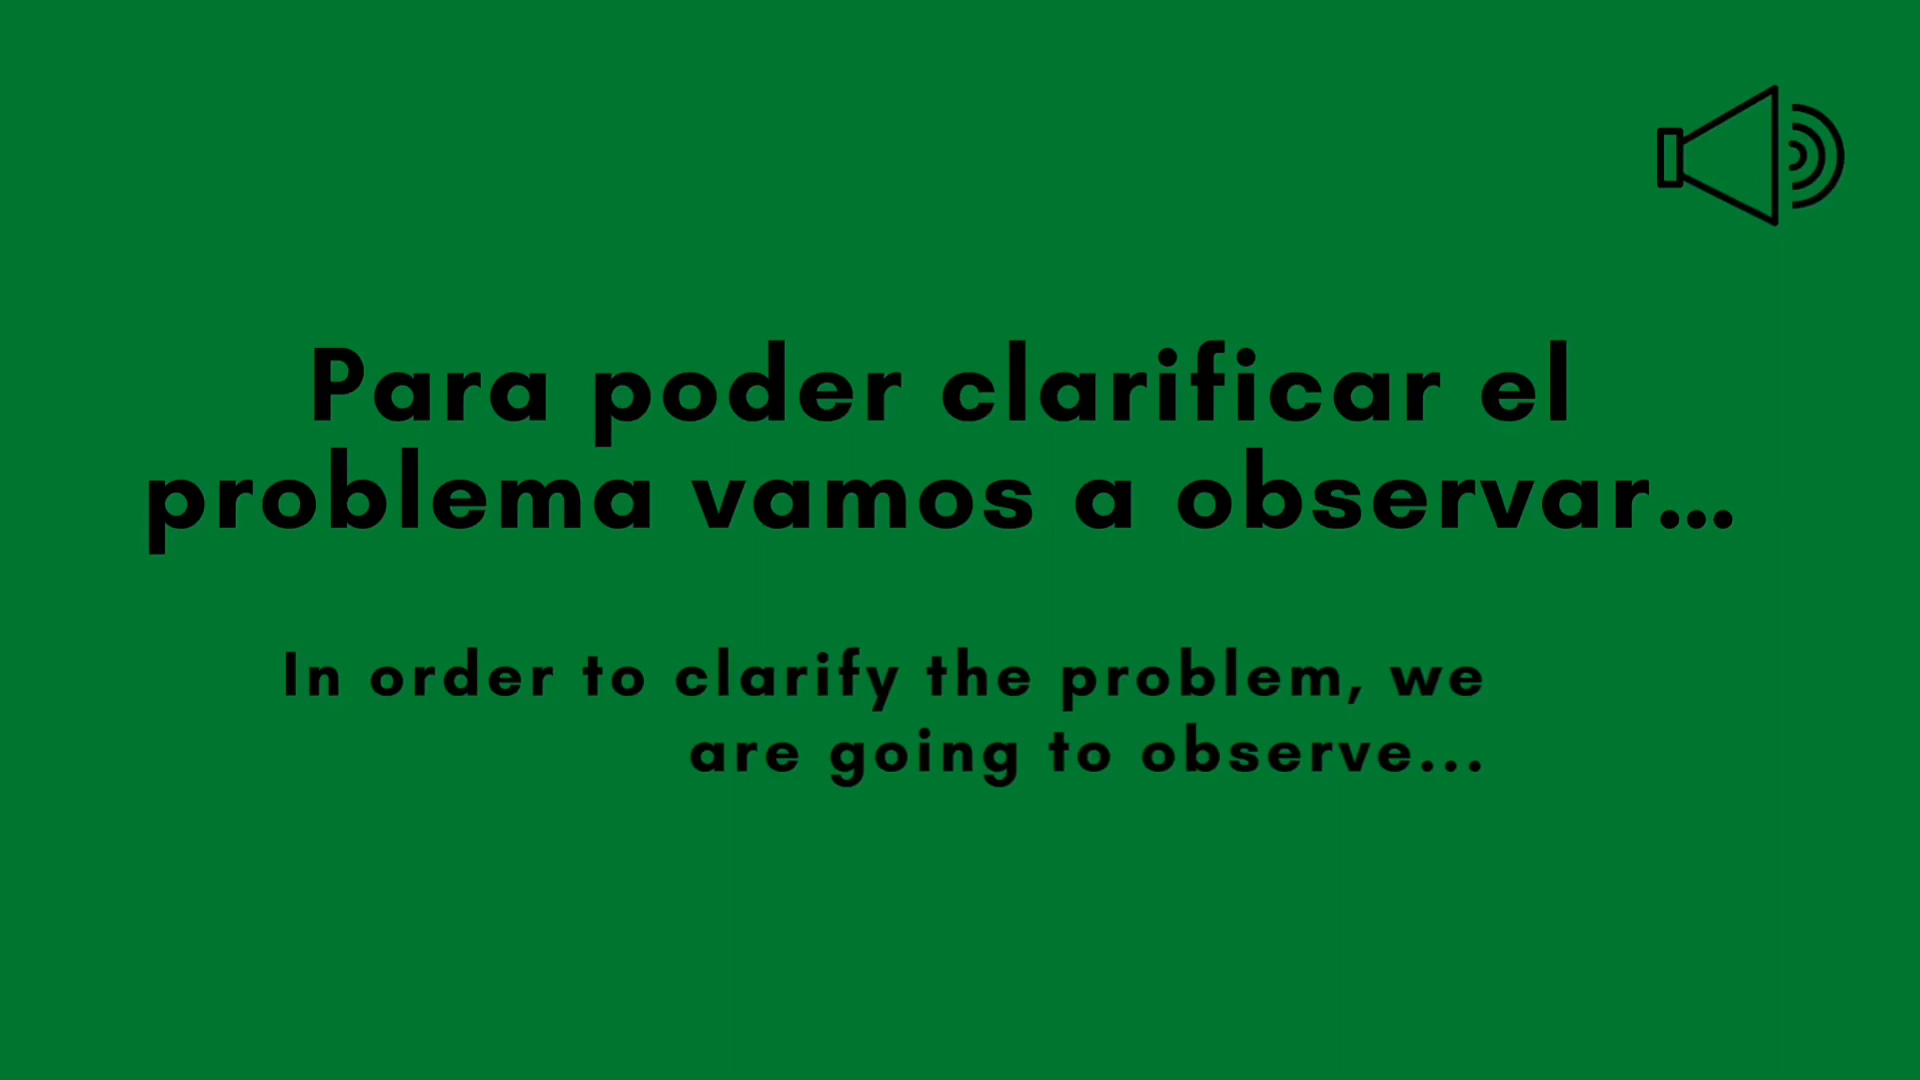 Para poder clarificar el
problema vamos a observar...
In order to clarify the problem, we
are going to observe...